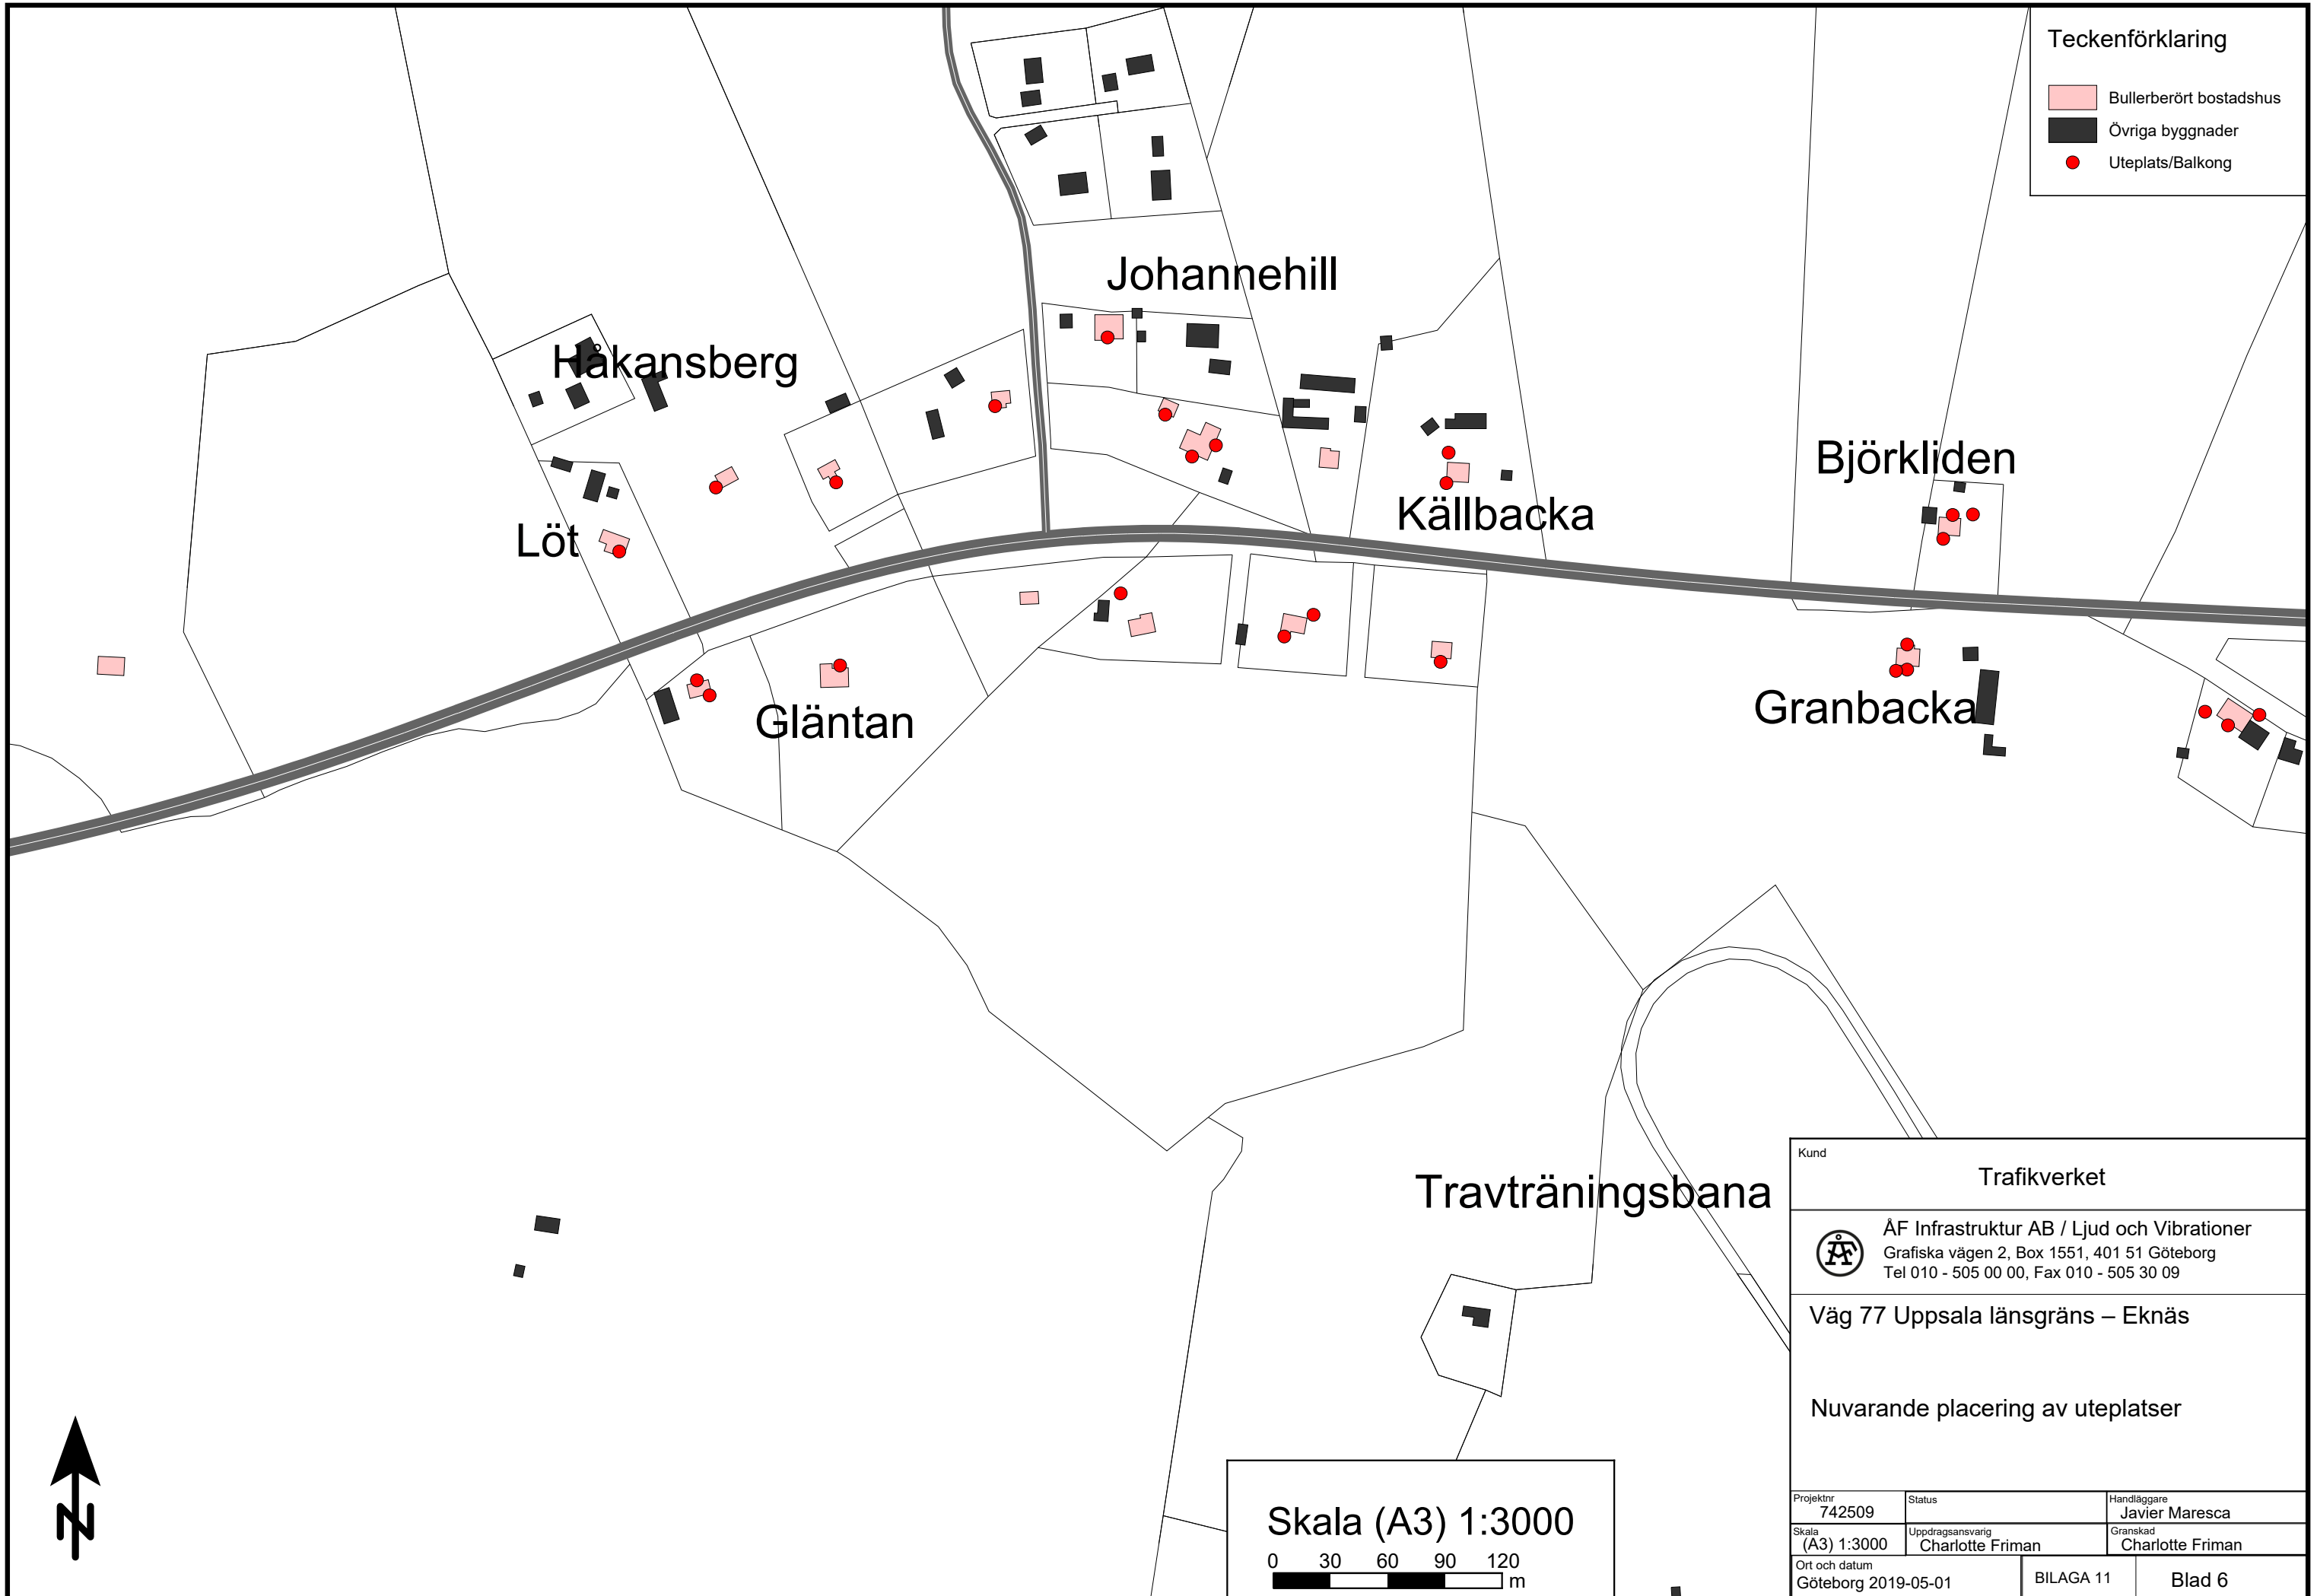 Teckenförklaring
Bullerberört bostadshus
Övriga byggnader
Uteplats/Balkong
Johannehill
Håkansberg
Björkliden
Källbacka
Löt
Granbacka
Gläntan
Travträningsbana
N
Skala (A3) 1:3000
0 30 60 90 120
m
Kund
Trafikverket
ÅF
ÅF Infrastruktur AB / Ljud och Vibrationer
Grafiska vägen 2, Box 1551, 401 51 Göteborg
Tel 010 - 505 00 00, Fax 010 - 505 30 09
Väg 77 Uppsala länsgräns – Eknäs
Nuvarande placering av uteplatser
Projektnr Status Handläggare
742509 Javier Maresca
Skala Uppdragsansvarig Granskad
(A3) 1:3000 Charlotte Friman Charlotte Friman
Ort och datum
Göteborg 2019-05-01 BILAGA 11 Blad 6